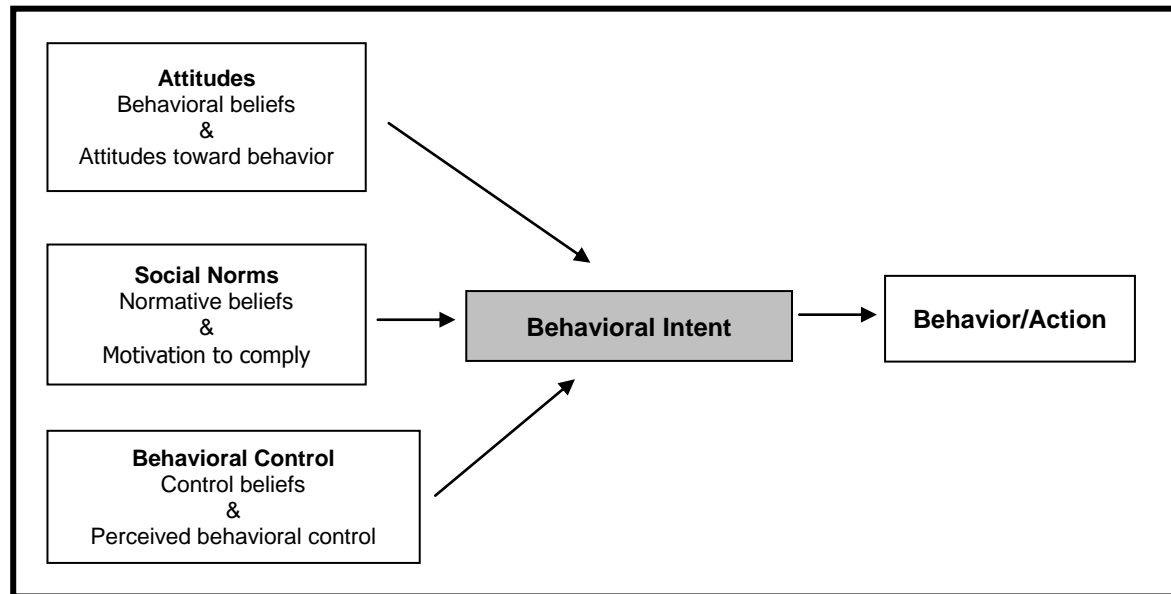 Attitudes
Behavioral beliefs
&
Attitudes toward behavior
Social Norms
Normative beliefs
&
Motivation to comply
Behavioral Control
Control beliefs
&
Perceived behavioral control
Behavioral Intent
Behavior/Action